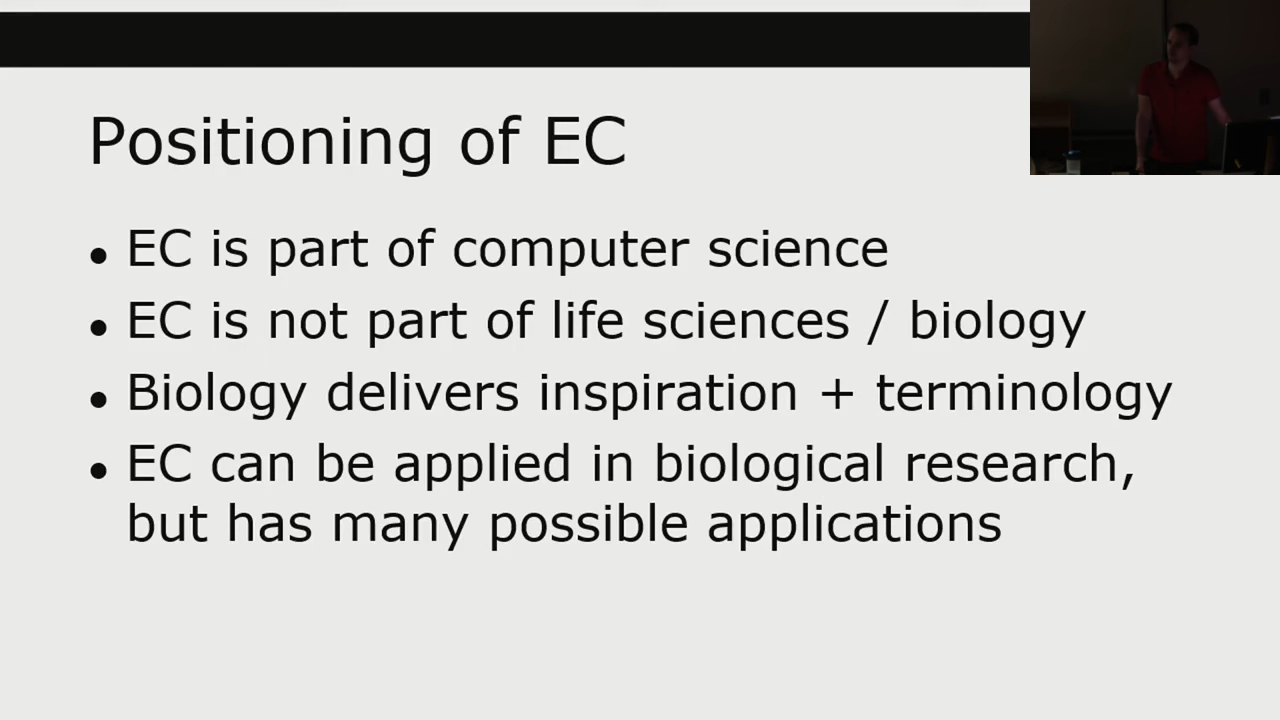 Positioning of EC
• EC is part of computer science
• EC is not part of life sciences / biology
• Biology delivers inspiration + terminology
• EC can be applied in biological research,
but has many possible applications